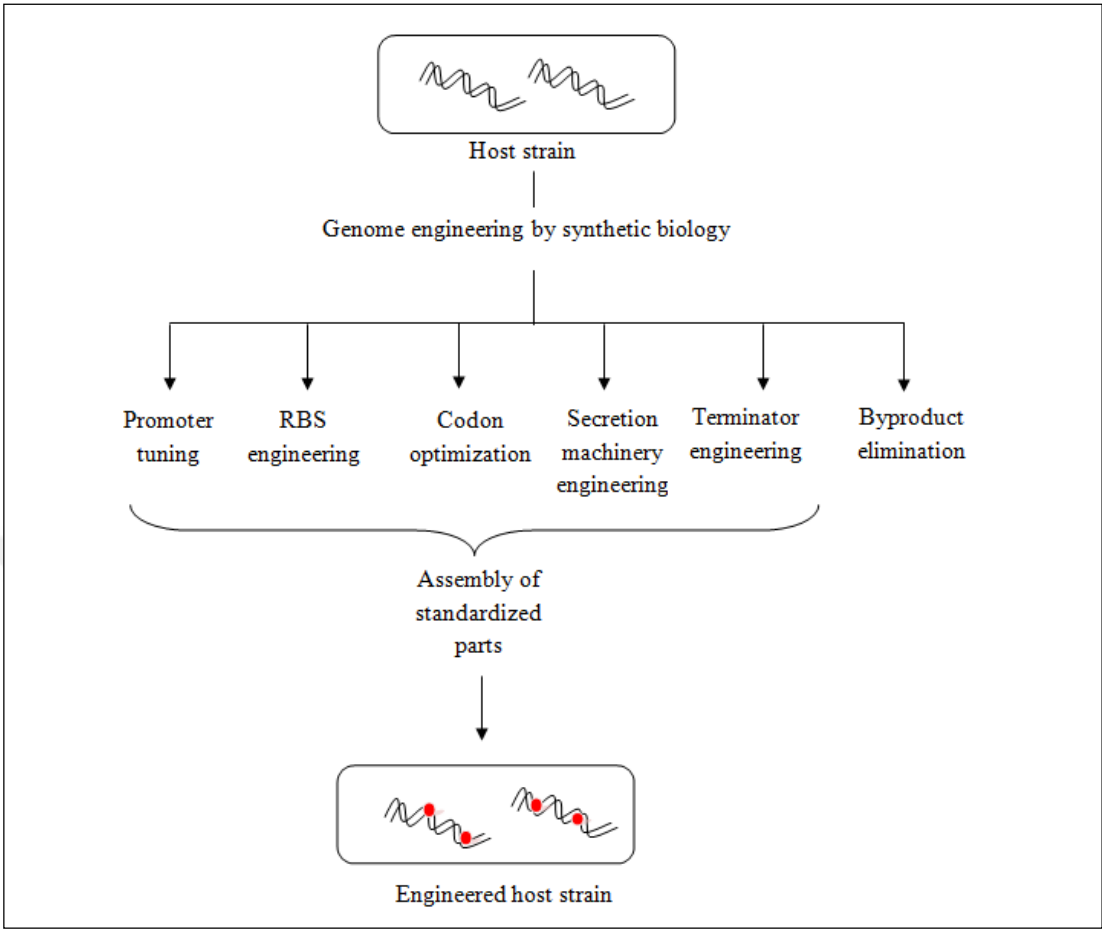 Host strain
Genome engineering by synthetic biology
Promoter
tuning
RBS
engineering
Codon
optimization
Secretion
machinery
engineering
Terminator
engineering
Byproduct
elimination
Assembly of
standardized
parts
Engineered host strain